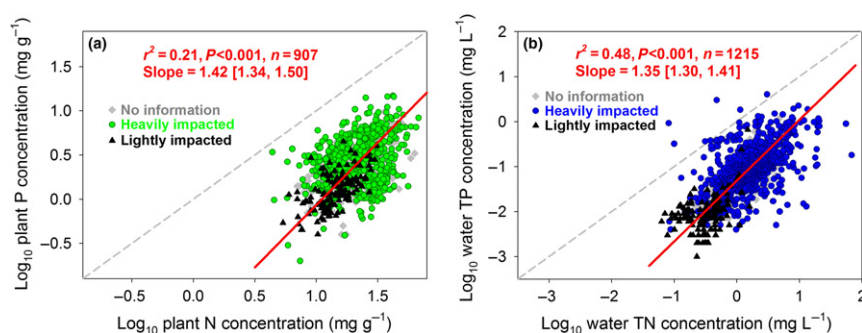 (a)
r² = 0.21, P<0.001, n = 907
Slope = 1.42 [1.34, 1.50]
No information
Heavily impacted
Lightly impacted
Log₁₀ plant P concentration (mg g⁻¹)
1.5
1.0
0.5
0.0
−0.5
−0.5 0.0 0.5 1.0 1.5
Log₁₀ plant N concentration (mg g⁻¹)
(b)
r² = 0.48, P<0.001, n = 1215
Slope = 1.35 [1.30, 1.41]
No information
Heavily impacted
Lightly impacted
Log₁₀ water TP concentration (mg L⁻¹)
2
1
0
−1
−2
−3
−3 −2 −1 0 1 2
Log₁₀ water TN concentration (mg L⁻¹)